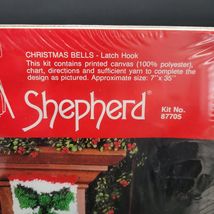 CHRISTMAS BELLS - Latch Hook
This kit contains printed canvas (100% polyester),
chart, directions and sufficient yarn to complete the
design as pictured. Approximate size: 7" x 35"
Shepherd®
Kit No.
87705